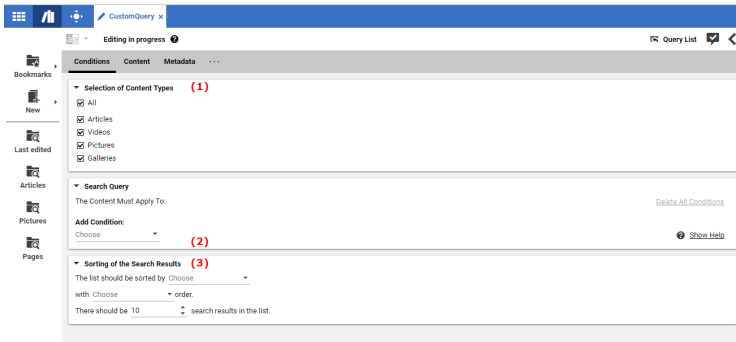 CustomQuery ×
Editing in progress ?
Query List
Conditions Content Metadata ...
Bookmarks
New
Last edited
Articles
Pictures
Pages
Selection of Content Types (1)
All
Articles
Videos
Pictures
Galleries
Search Query
The Content Must Apply To:
Delete All Conditions
Add Condition:
Choose
(2)
? Show Help
Sorting of the Search Results (3)
The list should be sorted by Choose
with Choose order.
There should be 10 search results in the list.